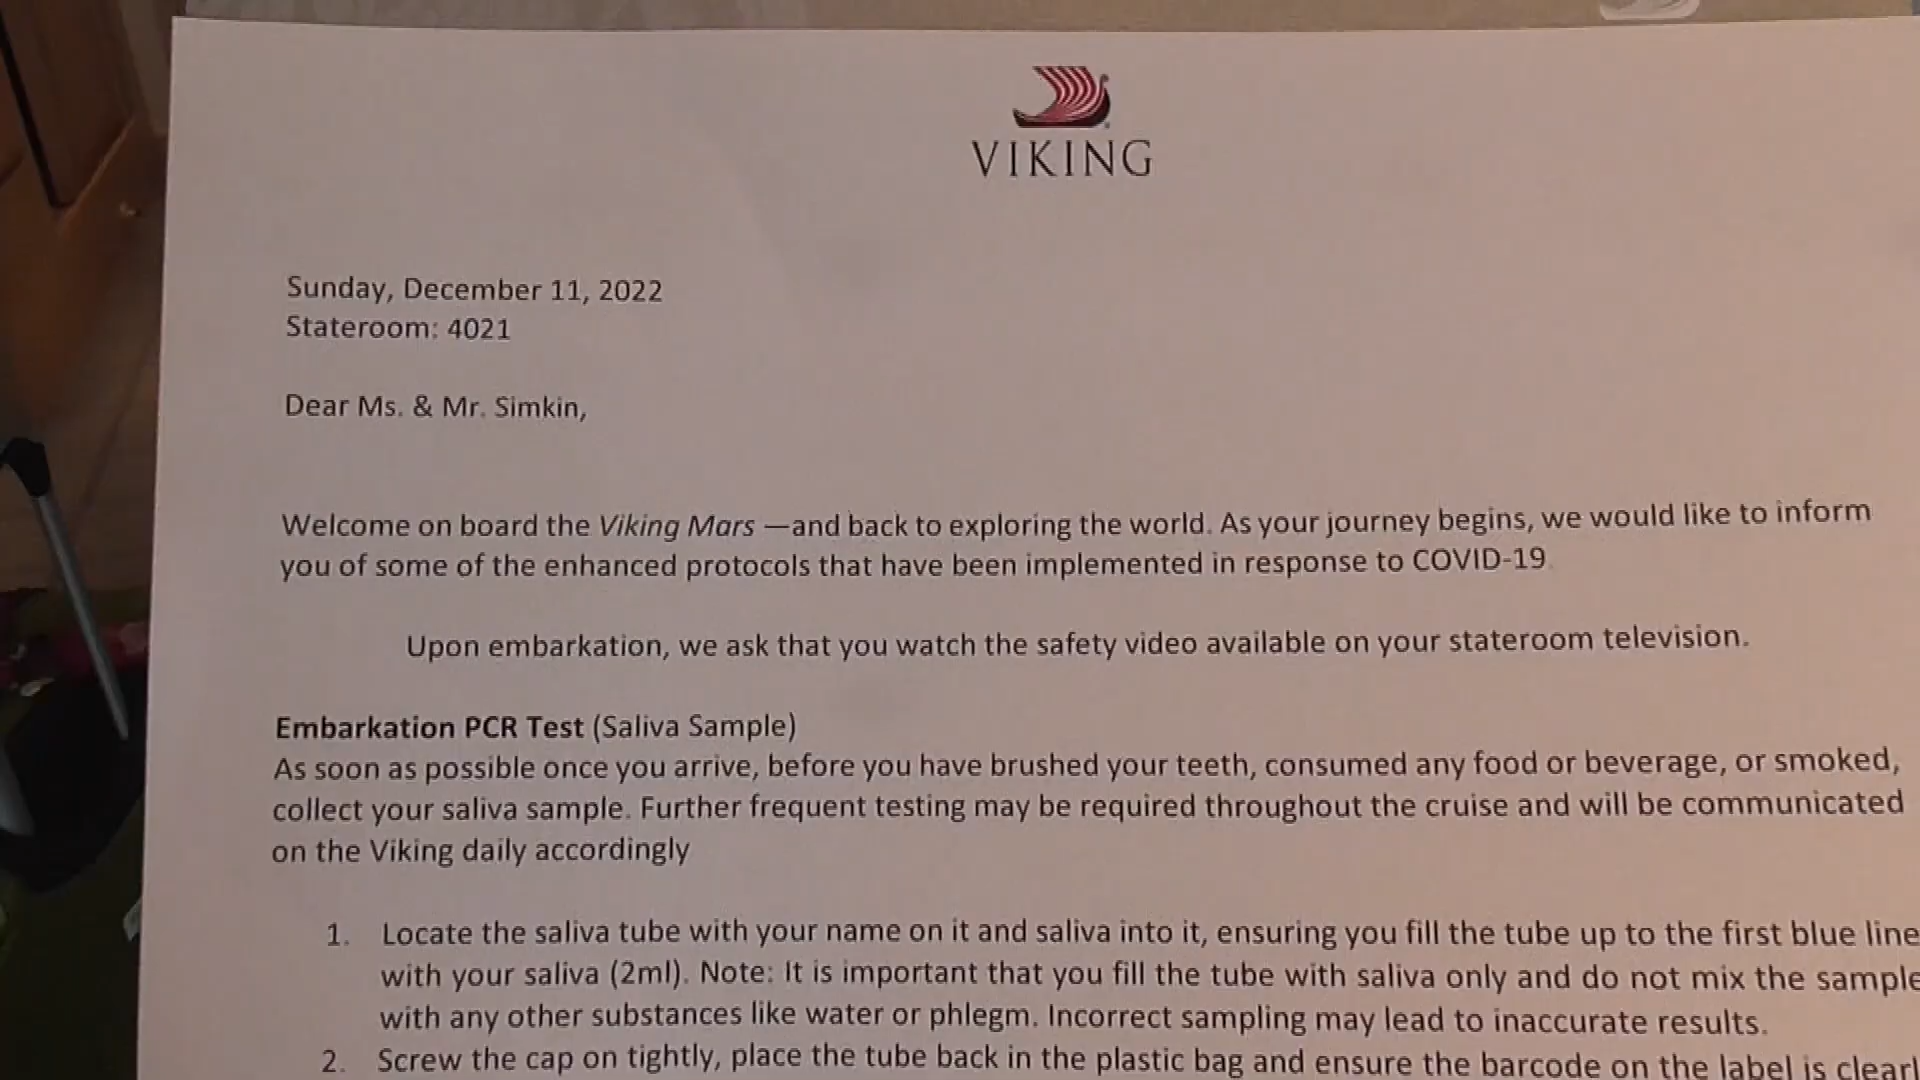 VIKING
Sunday, December 11, 2022
Stateroom: 4021
Dear Ms. & Mr. Simkin,
Welcome on board the Viking Mars —and back to exploring the world. As your journey begins, we would like to inform
you of some of the enhanced protocols that have been implemented in response to COVID-19.
Upon embarkation, we ask that you watch the safety video available on your stateroom television.
Embarkation PCR Test (Saliva Sample)
As soon as possible once you arrive, before you have brushed your teeth, consumed any food or beverage, or smoked,
collect your saliva sample. Further frequent testing may be required throughout the cruise and will be communicated
on the Viking daily accordingly
1. Locate the saliva tube with your name on it and saliva into it, ensuring you fill the tube up to the first blue line
with your saliva (2ml). Note: It is important that you fill the tube with saliva only and do not mix the sample
with any other substances like water or phlegm. Incorrect sampling may lead to inaccurate results.
2. Screw the cap on tightly, place the tube back in the plastic bag and ensure the barcode on the label is